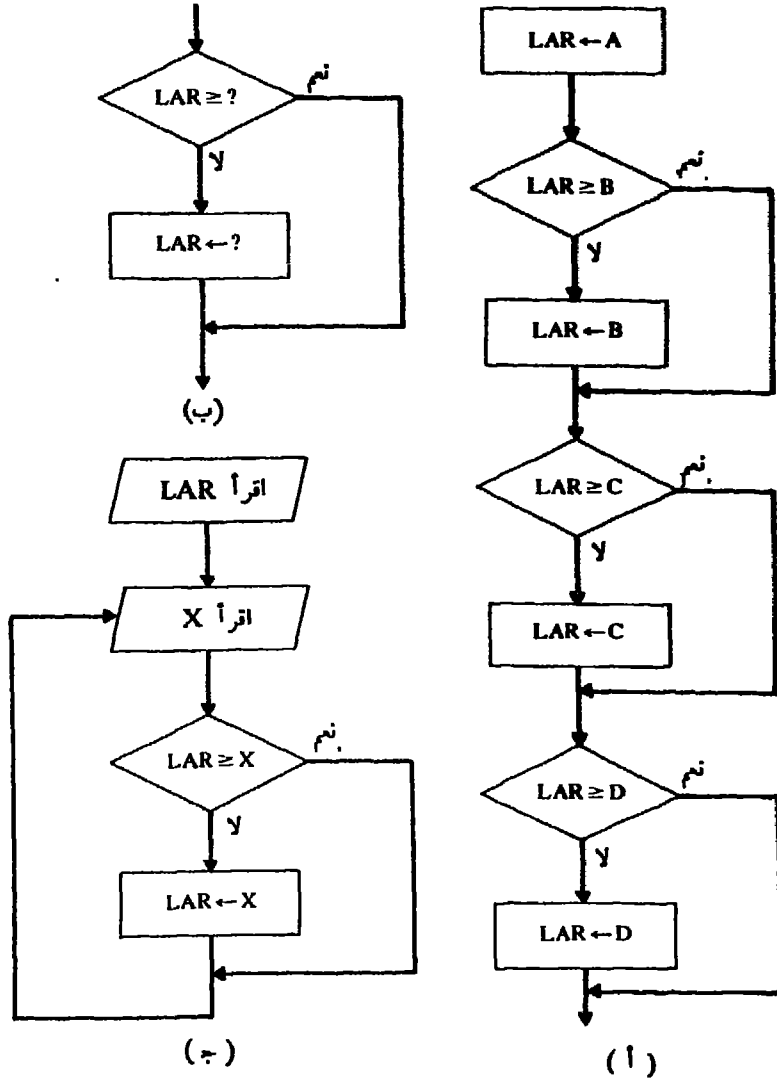 LAR ← A
LAR ≥ B
نعم
لا
LAR ← B
LAR ≥ C
نعم
لا
LAR ← C
LAR ≥ D
نعم
لا
LAR ← D
(أ)
LAR ≥ ?
نعم
لا
LAR ← ?
(ب)
اقرأ LAR
اقرأ X
LAR ≥ X
نعم
لا
LAR ← X
(جـ)